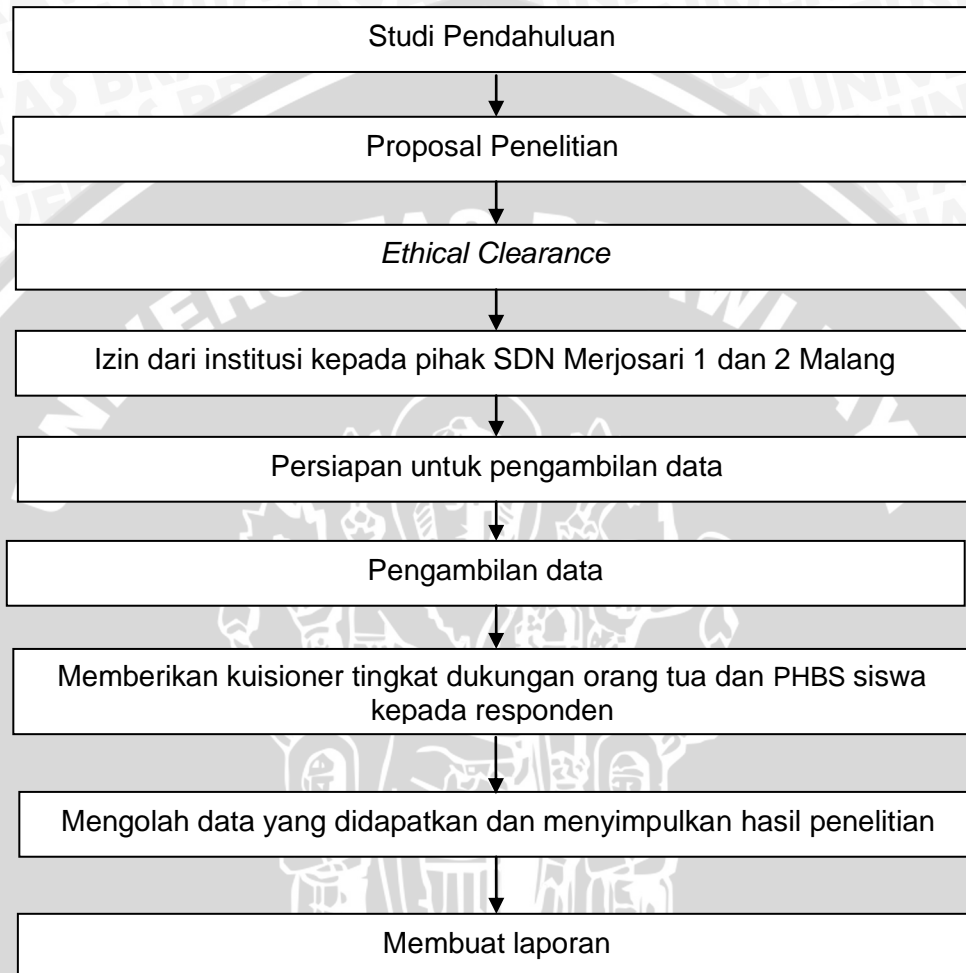 Studi Pendahuluan
Proposal Penelitian
Ethical Clearance
Izin dari institusi kepada pihak SDN Merjosari 1 dan 2 Malang
Persiapan untuk pengambilan data
Pengambilan data
Memberikan kuisioner tingkat dukungan orang tua dan PHBS siswa
kepada responden
Mengolah data yang didapatkan dan menyimpulkan hasil penelitian
Membuat laporan